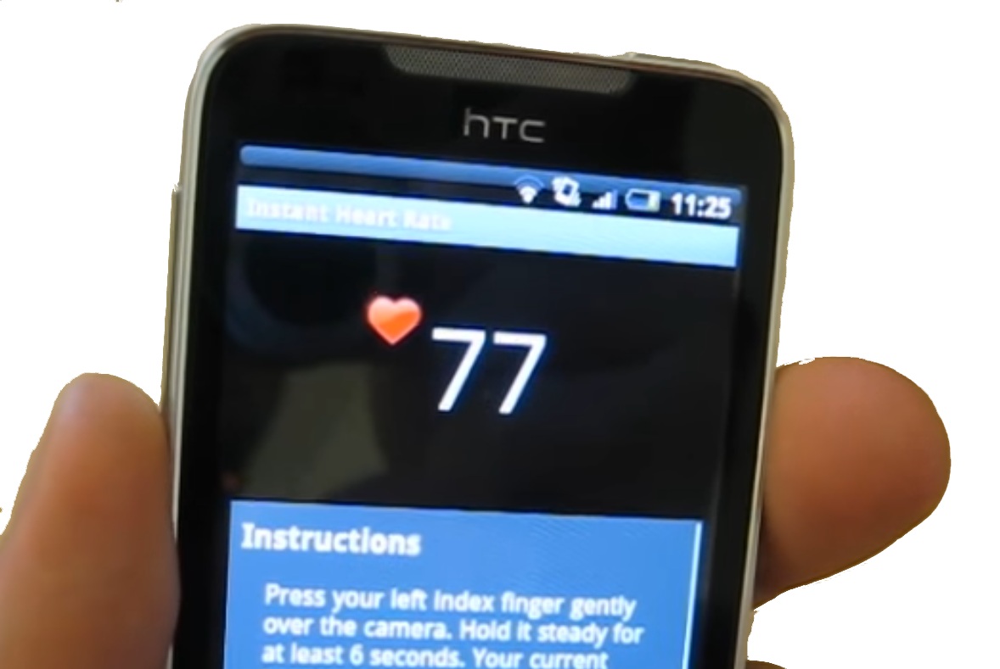 hTC
11:25
Instant Heart Rate
77
Instructions
Press your left index finger gently
over the camera. Hold it steady for
at least 6 seconds. Your current